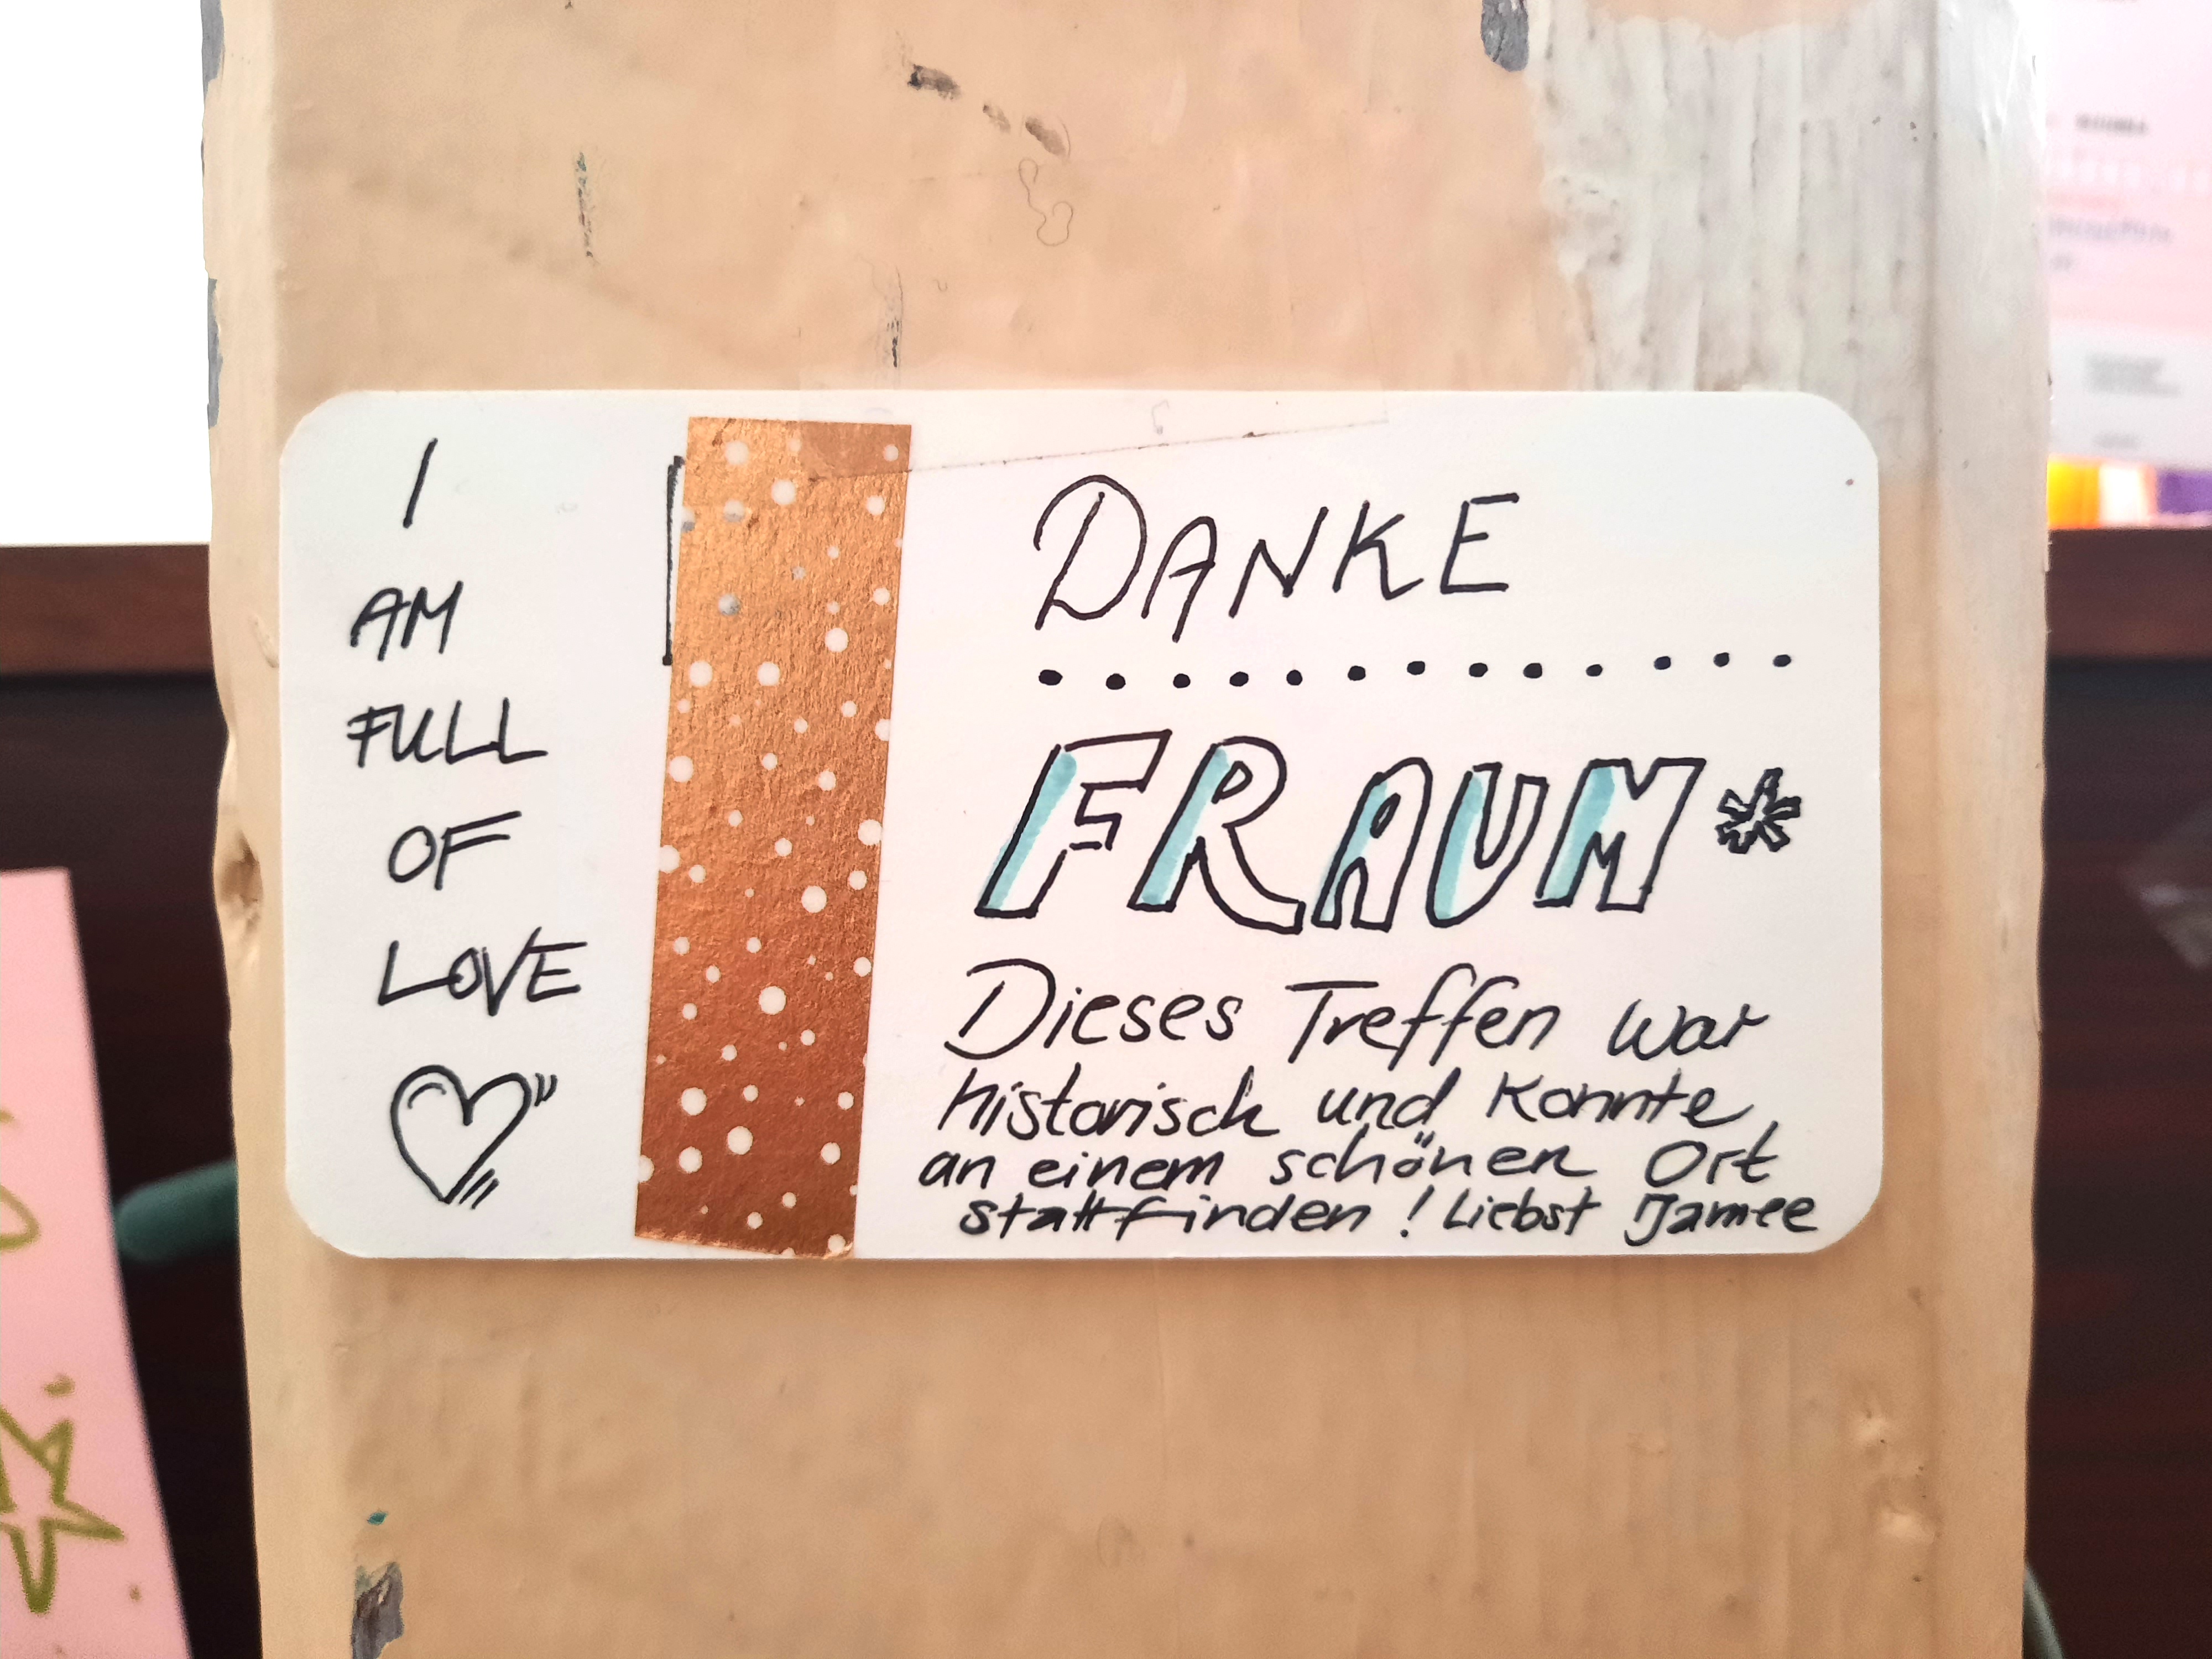 I
AM
FULL
OF
LOVE
DANKE
FRAUM*
Dieses Treffen war
historisch und konnte
an einem schönen Ort
stattfinden! Liebst Jamee